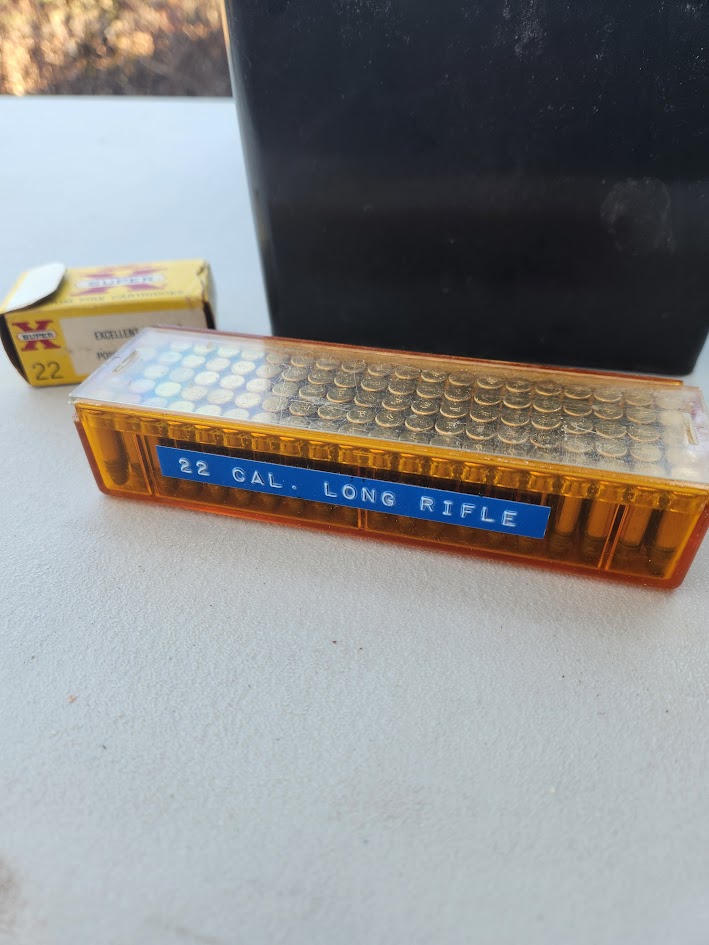 X
SUPER
X
SUPER
22
EXCELLENT
22 CAL. LONG RIFLE